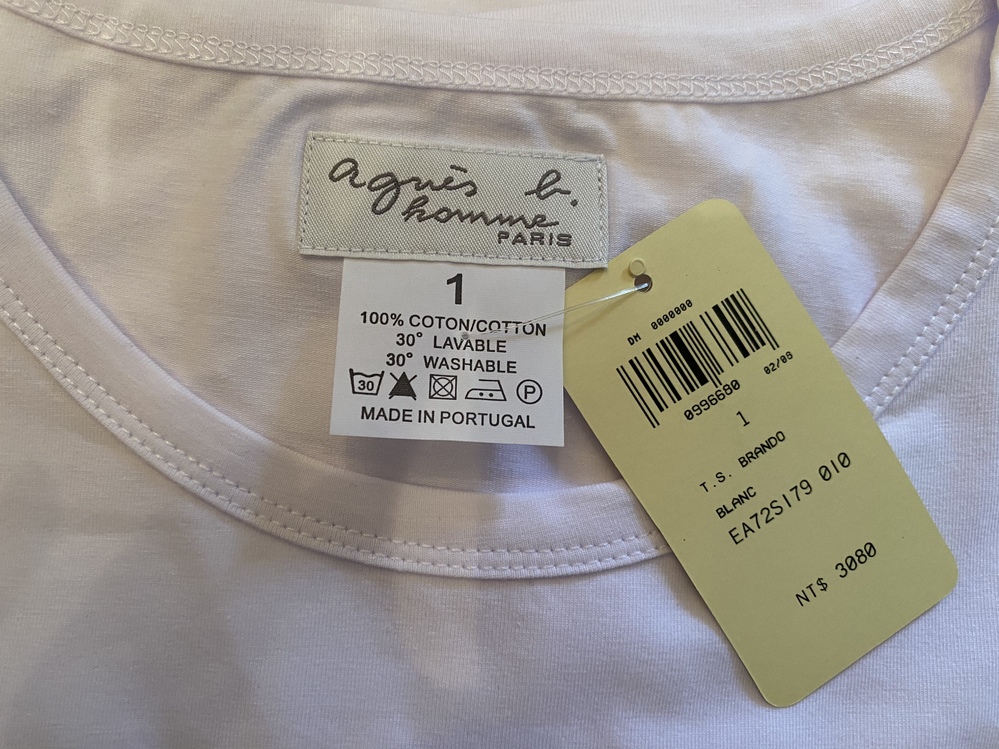 agnès b.
homme
PARIS
1
100% COTON/COTTON
30° LAVABLE
30° WASHABLE
30 P
MADE IN PORTUGAL
DM 0000000
0996680 02/08
1
T.S. BRANDO
BLANC
EA72S179 010
NT$ 3080